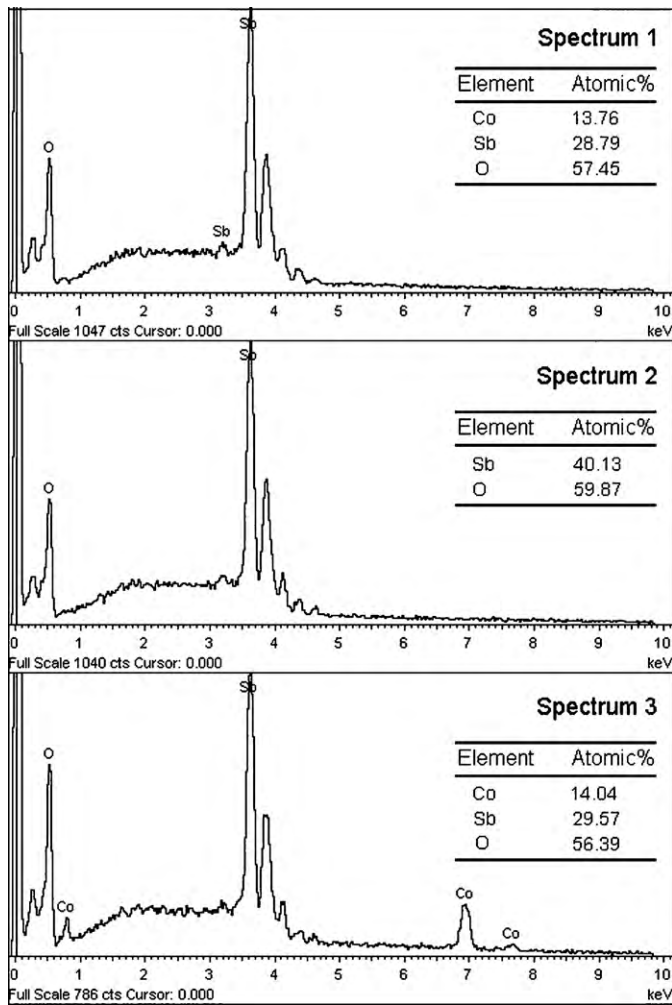 Sb
Spectrum 1
Element Atomic%
Co 13.76
Sb 28.79
O 57.45
O
Sb
0 1 2 3 4 5 6 7 8 9 10
Full Scale 1047 cts Cursor: 0.000 keV
Sb
Spectrum 2
Element Atomic%
Sb 40.13
O 59.87
O
0 1 2 3 4 5 6 7 8 9 10
Full Scale 1040 cts Cursor: 0.000 keV
Sb
Spectrum 3
Element Atomic%
Co 14.04
Sb 29.57
O 56.39
O
Co
Co
Co
0 1 2 3 4 5 6 7 8 9 10
Full Scale 786 cts Cursor: 0.000 keV